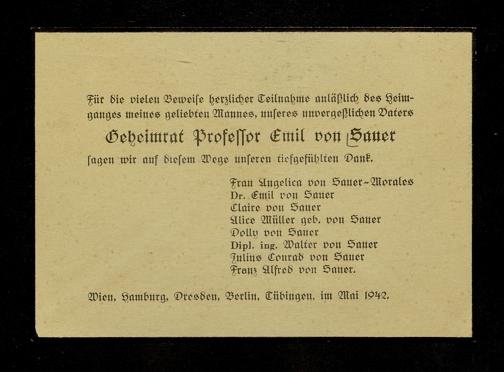 Für die vielen Beweise herzlicher Teilnahme anläßlich des Heim-
ganges meines geliebten Mannes, unseres unvergeßlichen Vaters
Geheimrat Professor Emil von Sauer
sagen wir auf diesem Wege unseren tiefgefühlten Dank.
Frau Angelica von Sauer-Morales
Dr. Emil von Sauer
Claire von Sauer
Alice Müller geb. von Sauer
Dolly von Sauer
Dipl. ing. Walter von Sauer
Julius Conrad von Sauer
Franz Alfred von Sauer.
Wien, Hamburg, Dresden, Berlin, Tübingen, im Mai 1942.